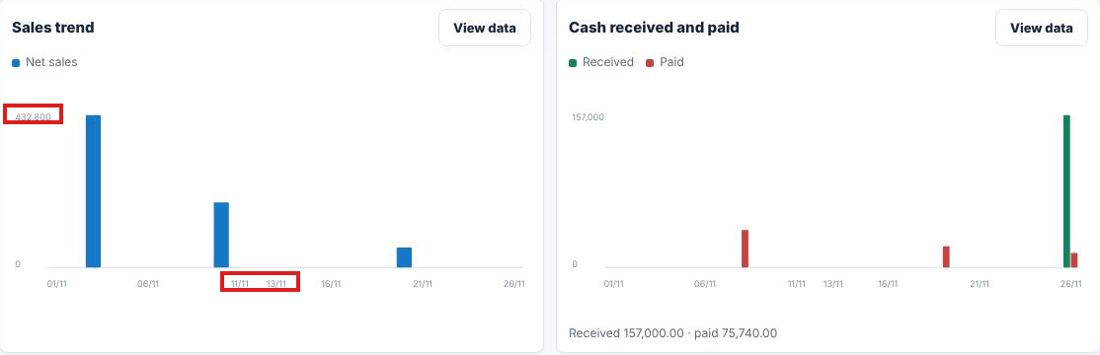 Sales trend
View data
Net sales
432,800
0
01/11 06/11 11/11 13/11 16/11 21/11 26/11
Cash received and paid
View data
Received Paid
157,000
0
01/11 06/11 11/11 13/11 16/11 21/11 26/11
Received 157,000.00 · paid 75,740.00